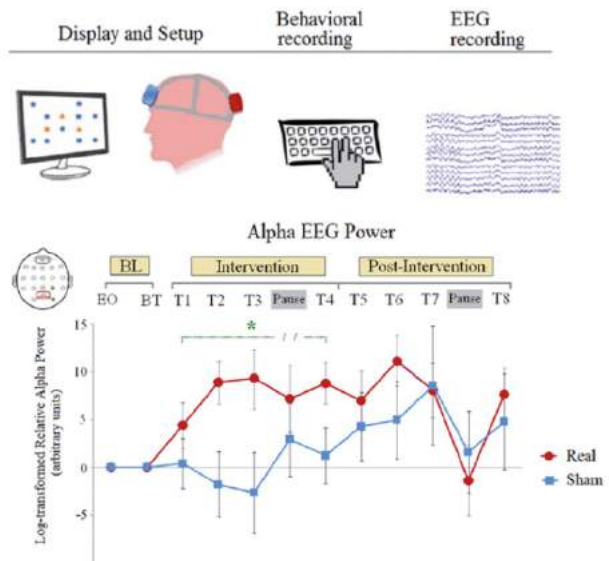 Display and Setup
Behavioral
recording
EEG
recording
Alpha EEG Power
BL
Intervention
Post-Intervention
EO
BT
T1
T2
T3
Pause
T4
T5
T6
T7
Pause
T8
Log-transformed Relative Alpha Power
(arbitrary units)
15
10
5
0
-5
*
Real
Sham